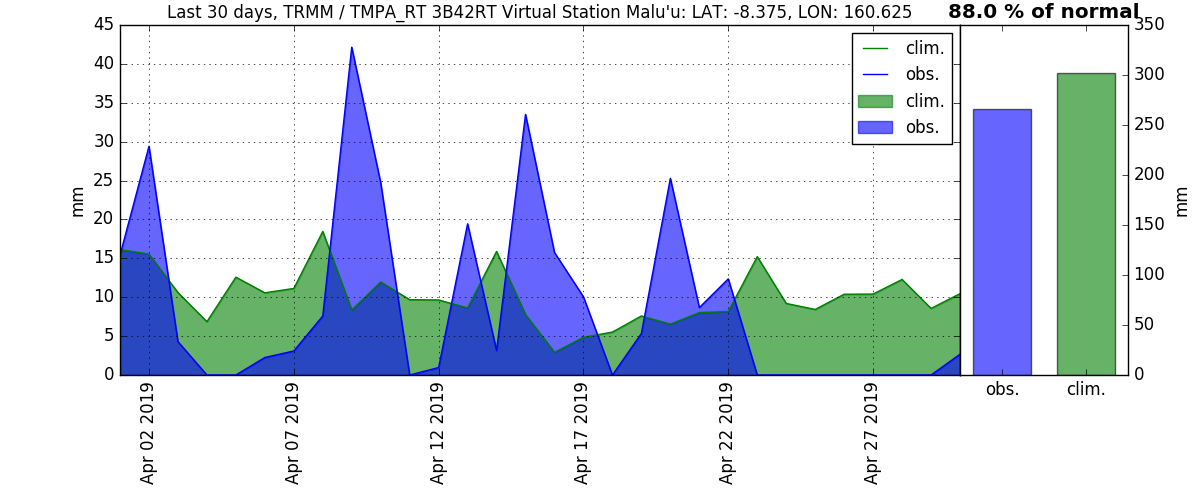 Last 30 days, TRMM / TMPA_RT 3B42RT Virtual Station Malu'u: LAT: -8.375, LON: 160.625
88.0 % of normal
45
40
35
30
25
20
15
10
5
0
mm
clim.
obs.
clim.
obs.
Apr 02 2019
Apr 07 2019
Apr 12 2019
Apr 17 2019
Apr 22 2019
Apr 27 2019
350
300
250
200
150
100
50
0
mm
obs.
clim.